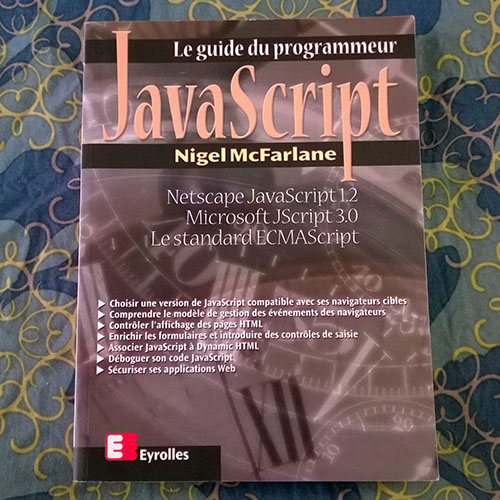 Le guide du programmeur
JavaScript
Nigel McFarlane
Netscape JavaScript 1.2
Microsoft JScript 3.0
Le standard ECMAScript
▶ Choisir une version de JavaScript compatible avec ses navigateurs cibles
▶ Comprendre le modèle de gestion des événements des navigateurs
▶ Contrôler l'affichage des pages HTML
▶ Enrichir les formulaires et introduire des contrôles de saisie
▶ Associer JavaScript à Dynamic HTML
▶ Déboguer son code JavaScript
▶ Sécuriser ses applications Web
E
Eyrolles